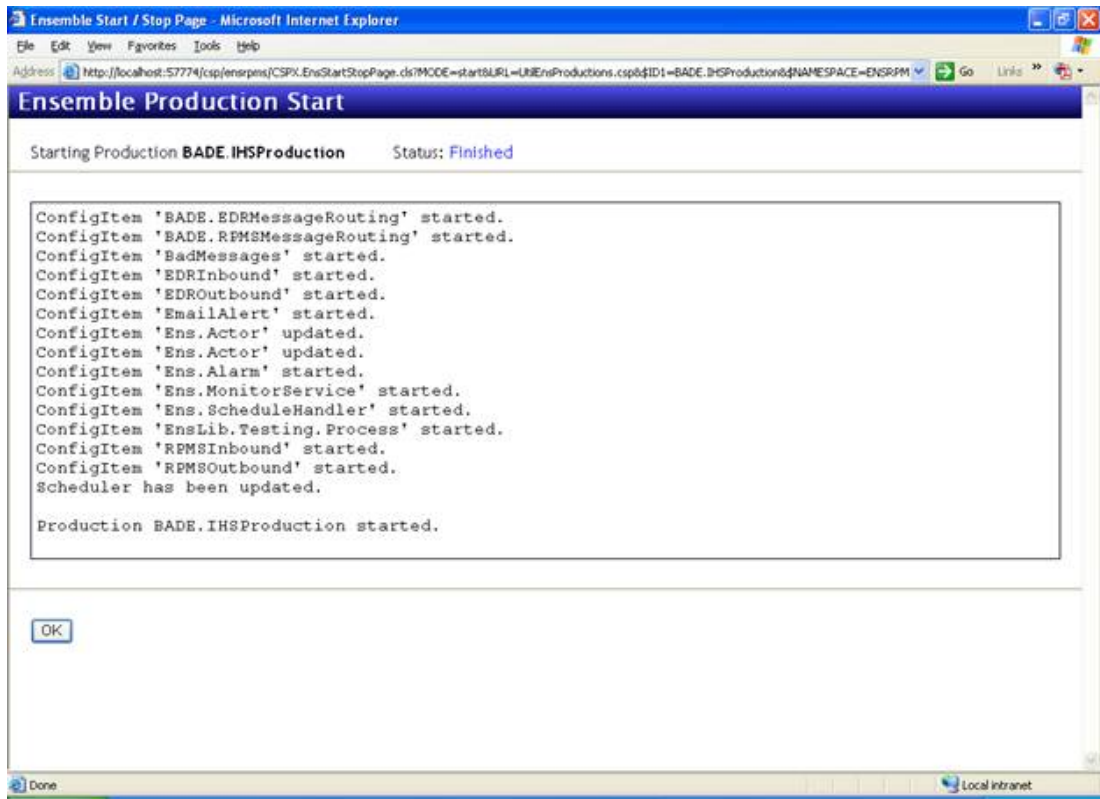 Ensemble Start / Stop Page - Microsoft Internet Explorer
File Edit View Favorites Tools Help
Address http://localhost:57774/csp/ensrpms/CSPX.EnsStartStopPage.cls?MODE=start&URL=UtilEnsProductions.csp&$ID1=BADE.IHSProduction&$NAMESPACE=ENSRPM Go Links »
Ensemble Production Start
Starting Production BADE.IHSProduction Status: Finished
ConfigItem 'BADE.EDRMessageRouting' started.
ConfigItem 'BADE.RPMSMessageRouting' started.
ConfigItem 'BadMessages' started.
ConfigItem 'EDRInbound' started.
ConfigItem 'EDROutbound' started.
ConfigItem 'EmailAlert' started.
ConfigItem 'Ens.Actor' updated.
ConfigItem 'Ens.Actor' updated.
ConfigItem 'Ens.Alarm' started.
ConfigItem 'Ens.MonitorService' started.
ConfigItem 'Ens.ScheduleHandler' started.
ConfigItem 'EnsLib.Testing.Process' started.
ConfigItem 'RPMSInbound' started.
ConfigItem 'RPMSOutbound' started.
Scheduler has been updated.
Production BADE.IHSProduction started.
OK
Done Local intranet